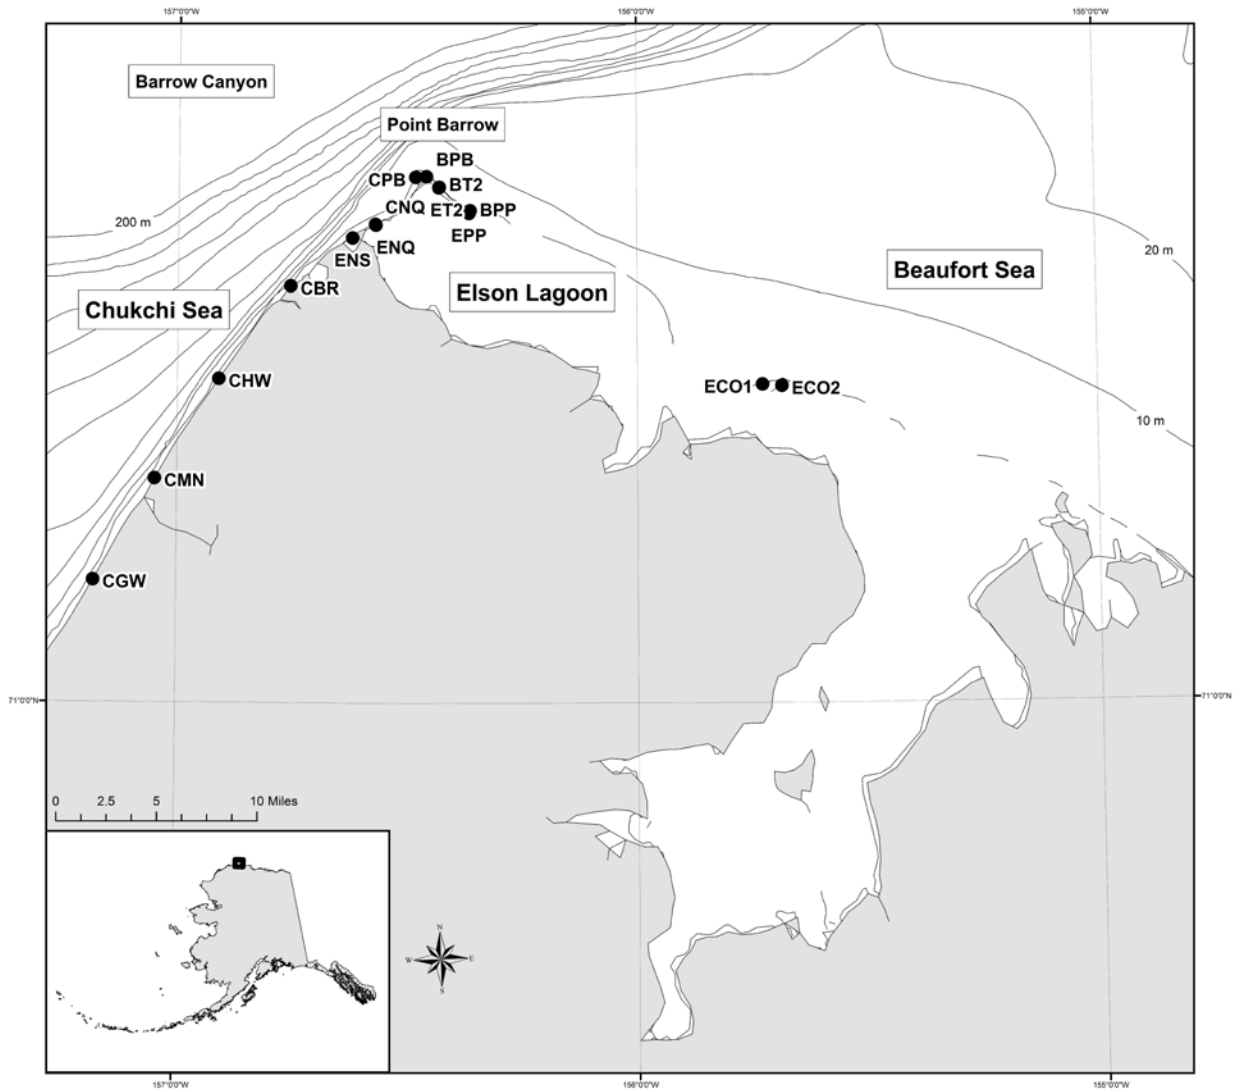 157°0'0"W
156°0'0"W
155°0'0"W
Barrow Canyon
Point Barrow
BPB
CPB
BT2
CNQ
ET2
BPP
200 m
EPP
ENQ
20 m
ENS
Beaufort Sea
CBR
Elson Lagoon
Chukchi Sea
CHW
ECO1
ECO2
10 m
CMN
CGW
71°0'0"N
71°0'0"N
0 2.5 5 10 Miles
N
W
E
S
157°0'0"W
156°0'0"W
155°0'0"W